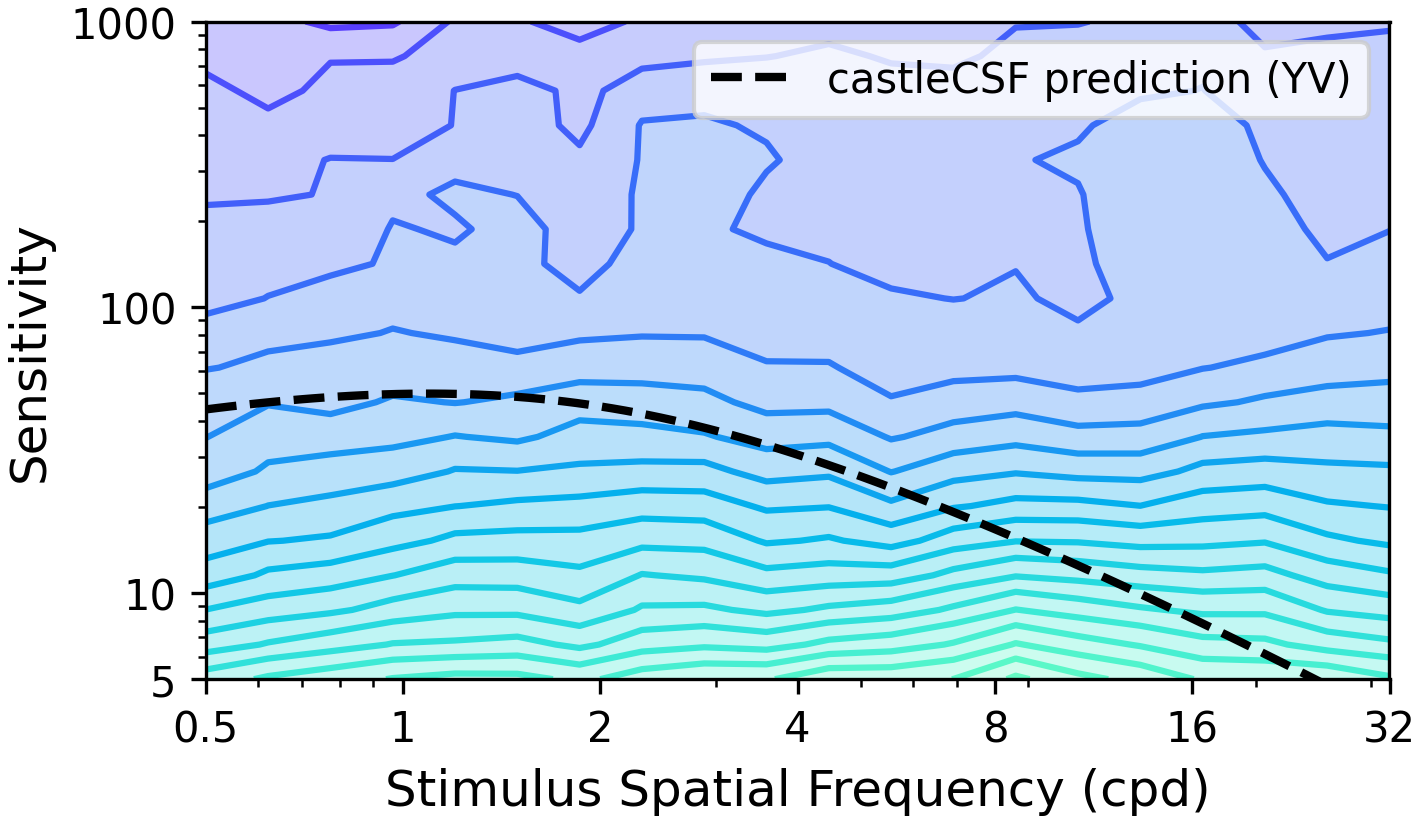 1000
castleCSF prediction (YV)
Sensitivity
100
10
5
0.5 1 2 4 8 16 32
Stimulus Spatial Frequency (cpd)